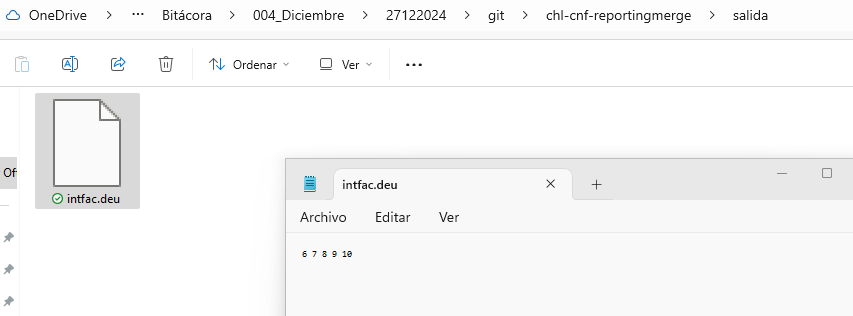 OneDrive > ... Bitácora > 004_Diciembre > 27122024 > git > chl-cnf-reportingmerge > salida
Ordenar Ver ...
intfac.deu
Of
intfac.deu
Archivo Editar Ver
6 7 8 9 10